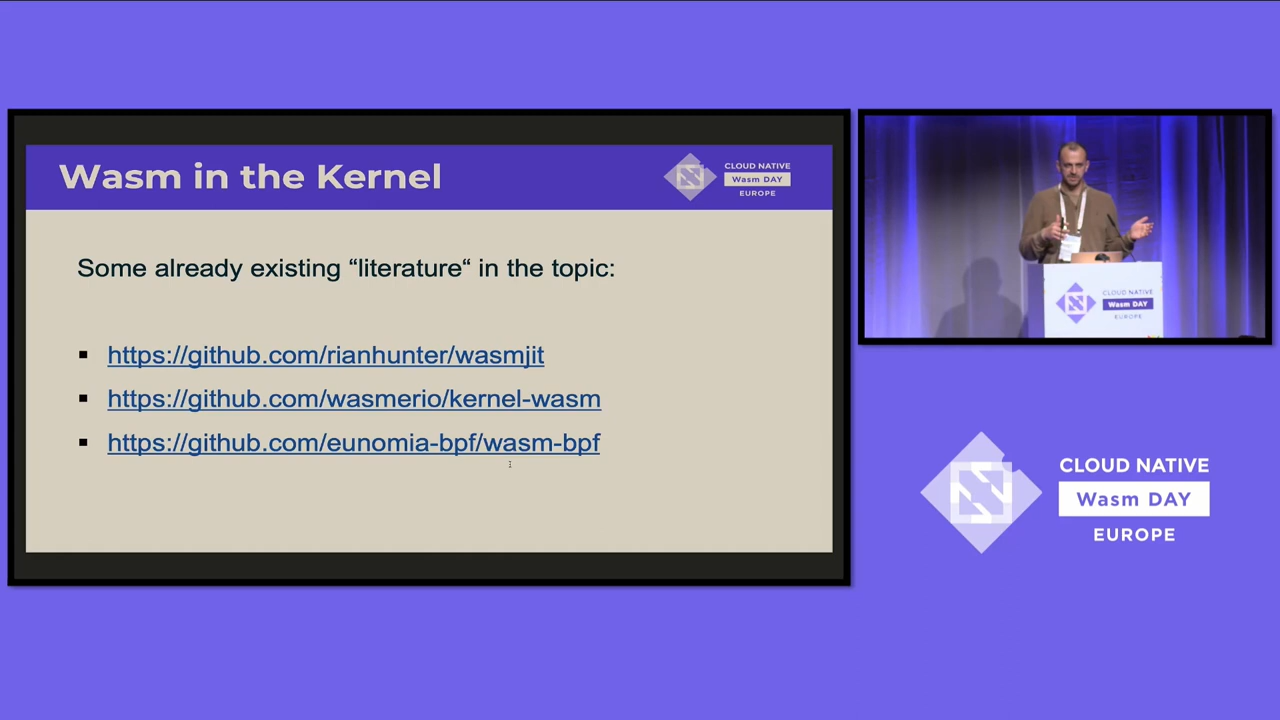 Wasm in the Kernel
CLOUD NATIVE
Wasm DAY
EUROPE
Some already existing “literature“ in the topic:
https://github.com/rianhunter/wasmjit
https://github.com/wasmerio/kernel-wasm
https://github.com/eunomia-bpf/wasm-bpf
CLOUD NATIVE
Wasm DAY
EUROPE
CLOUD NATIVE
Wasm DAY
EUROPE